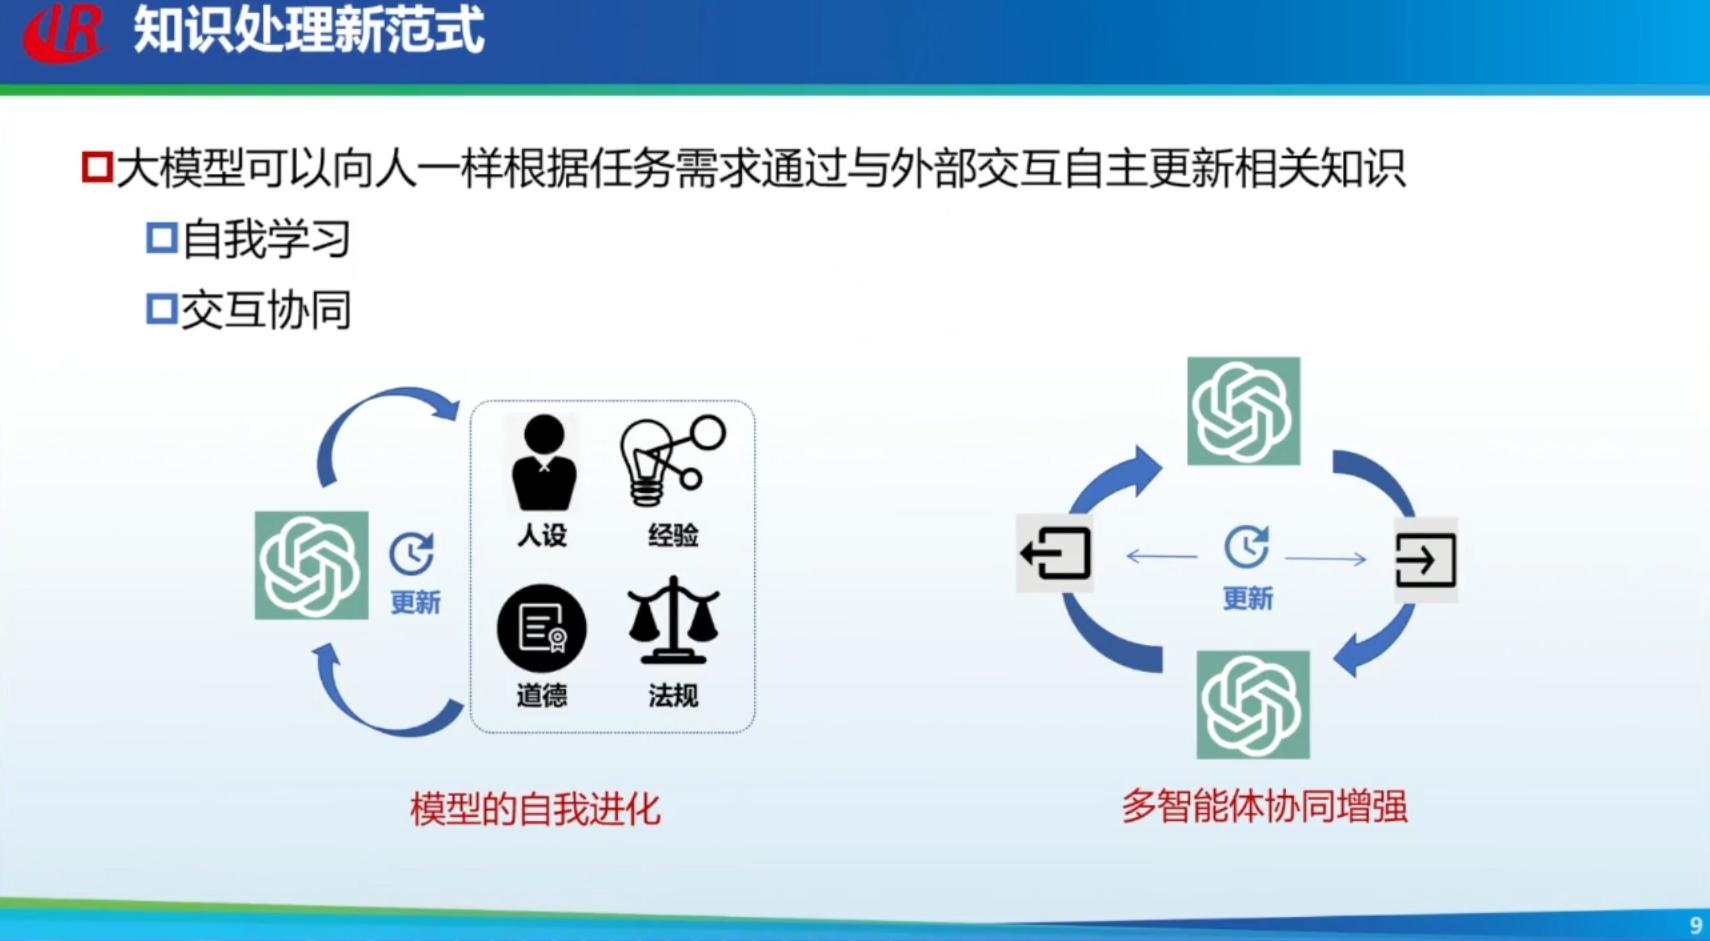 IR 知识处理新范式
大模型可以向人一样根据任务需求通过与外部交互自主更新相关知识
自我学习
交互协同
人设 经验
更新
道德 法规
更新
模型的自我进化
多智能体协同增强
9